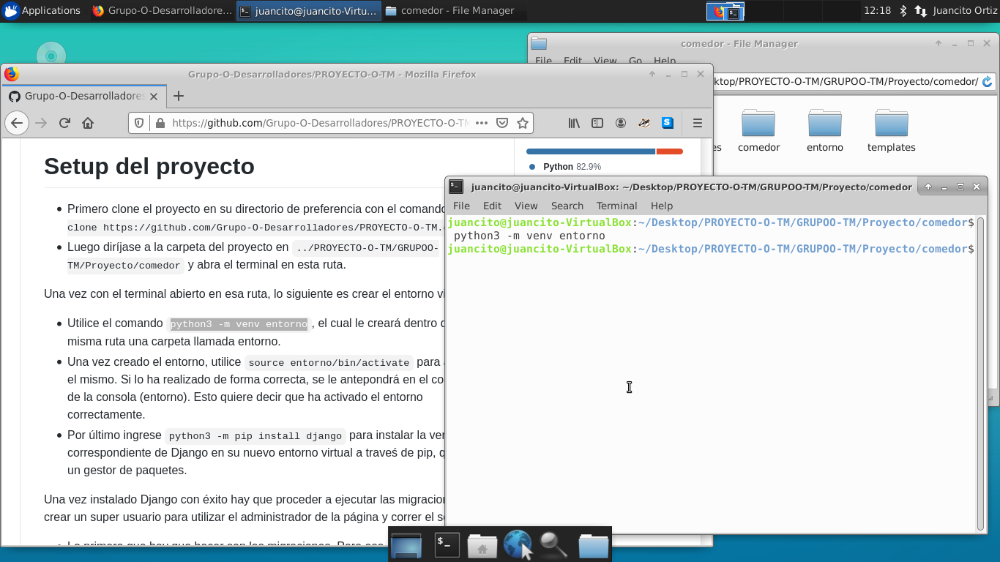 Applications
Grupo-O-Desarrolladore...
juancito@juancito-Virtu...
comedor - File Manager
12:18
Juancito Ortiz
comedor - File Manager
File Edit View Go Help
ktop/PROYECTO-O-TM/GRUPOO-TM/Proyecto/comedor/
es
comedor
entorno
templates
Grupo-O-Desarrolladores/PROYECTO-O-TM - Mozilla Firefox
Grupo-O-Desarrolladores
https://github.com/Grupo-O-Desarrolladores/PROYECTO-O-TM
Setup del proyecto
Python 82.9%
Primero clone el proyecto en su directorio de preferencia con el comando
clone https://github.com/Grupo-O-Desarrolladores/PROYECTO-O-TM.
Luego diríjase a la carpeta del proyecto en ../PROYECTO-O-TM/GRUPOO-
TM/Proyecto/comedor y abra el terminal en esta ruta.
Una vez con el terminal abierto en esa ruta, lo siguiente es crear el entorno vi
Utilice el comando python3 -m venv entorno , el cual le creará dentro
misma ruta una carpeta llamada entorno.
Una vez creado el entorno, utilice source entorno/bin/activate para
el mismo. Si lo ha realizado de forma correcta, se le antepondrá en el co
de la consola (entorno). Esto quiere decir que ha activado el entorno
correctamente.
Por último ingrese python3 -m pip install django para instalar la ver
correspondiente de Django en su nuevo entorno virtual a traveś de pip, q
un gestor de paquetes.
Una vez instalado Django con éxito hay que proceder a ejecutar las migracion
crear un super usuario para utilizar el administrador de la página y correr el se
Lo primero que hay que hacer son las migraciones. Para eso
juancito@juancito-VirtualBox: ~/Desktop/PROYECTO-O-TM/GRUPOO-TM/Proyecto/comedor
File Edit View Search Terminal Help
juancito@juancito-VirtualBox:~/Desktop/PROYECTO-O-TM/GRUPOO-TM/Proyecto/comedor$
python3 -m venv entorno
juancito@juancito-VirtualBox:~/Desktop/PROYECTO-O-TM/GRUPOO-TM/Proyecto/comedor$